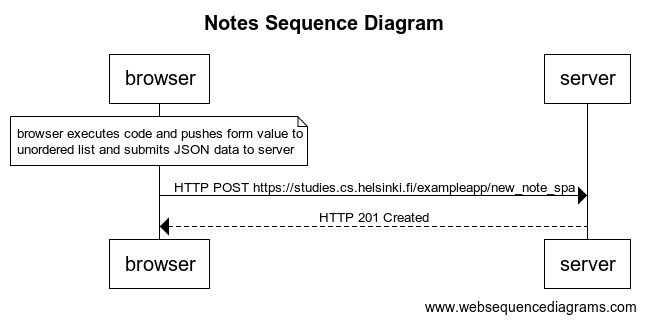 Notes Sequence Diagram
browser
server
browser executes code and pushes form value to
unordered list and submits JSON data to server
HTTP POST https://studies.cs.helsinki.fi/exampleapp/new_note_spa
HTTP 201 Created
browser
server
www.websequencediagrams.com